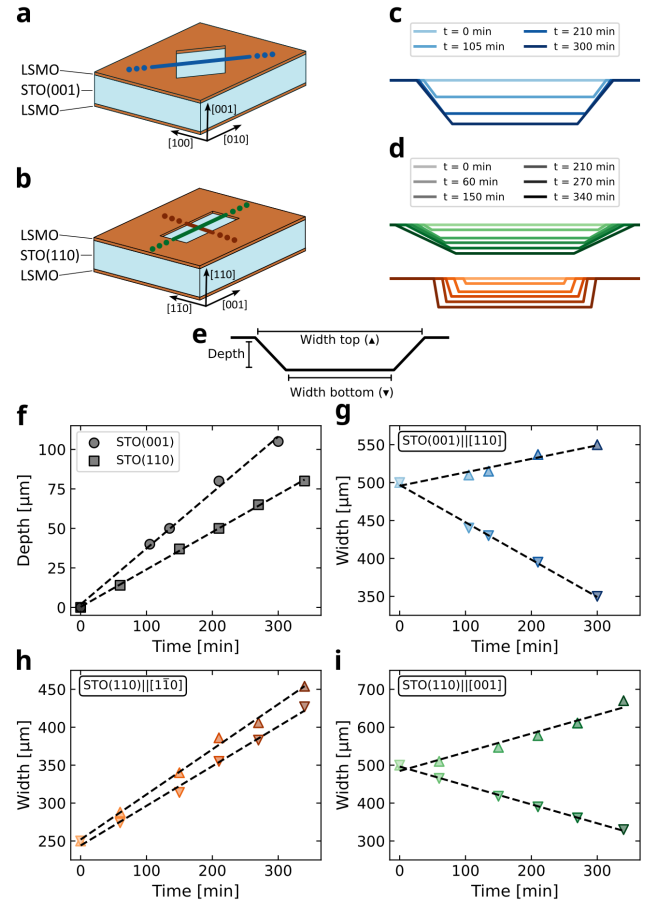 a
LSMO
STO(001)
LSMO
[001]
[100]
[010]
b
LSMO
STO(110)
LSMO
[110]
[11̅0]
[001]
c
t = 0 min
t = 105 min
t = 210 min
t = 300 min
d
t = 0 min
t = 60 min
t = 150 min
t = 210 min
t = 270 min
t = 340 min
e
Width top (▲)
Depth
Width bottom (▼)
f
STO(001)
STO(110)
100
75
50
25
0
Depth [μm]
0 100 200 300
Time [min]
g
STO(001)||[110]
550
500
450
400
350
Width [μm]
0 100 200 300
Time [min]
h
STO(110)||[11̅0]
450
400
350
300
250
Width [μm]
0 100 200 300
Time [min]
i
STO(110)||[001]
700
600
500
400
300
Width [μm]
0 100 200 300
Time [min]